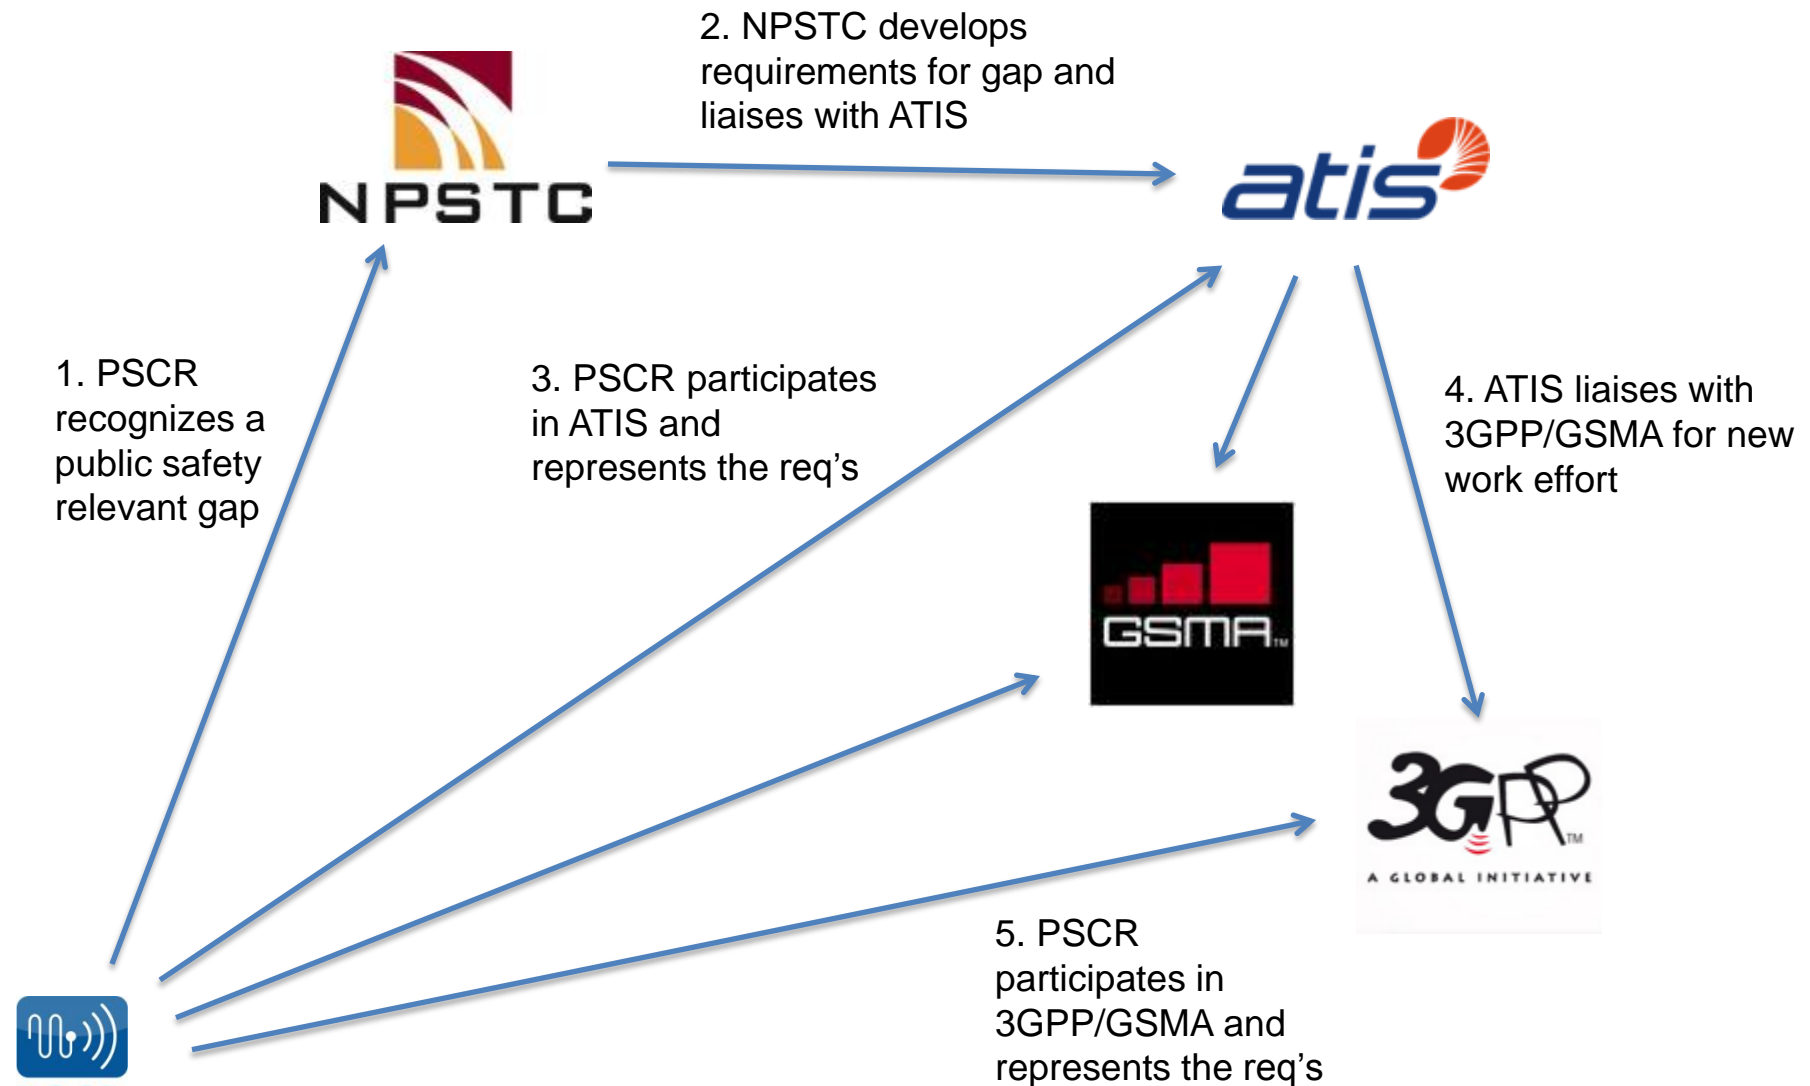 2. NPSTC develops
requirements for gap and
liaises with ATIS
NPSTC
atis
1. PSCR
recognizes a
public safety
relevant gap
3. PSCR participates
in ATIS and
represents the req’s
4. ATIS liaises with
3GPP/GSMA for new
work effort
GSMA™
3GPP™
A GLOBAL INITIATIVE
5. PSCR
participates in
3GPP/GSMA and
represents the req’s